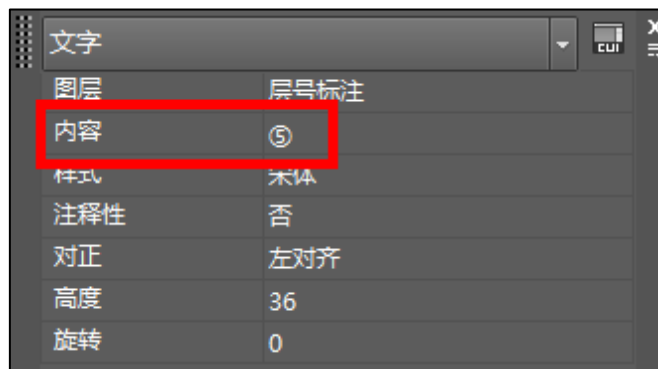 文字
CUI
图层 层号标注
内容 ⑤
样式 宋体
注释性 否
对正 左对齐
高度 36
旋转 0